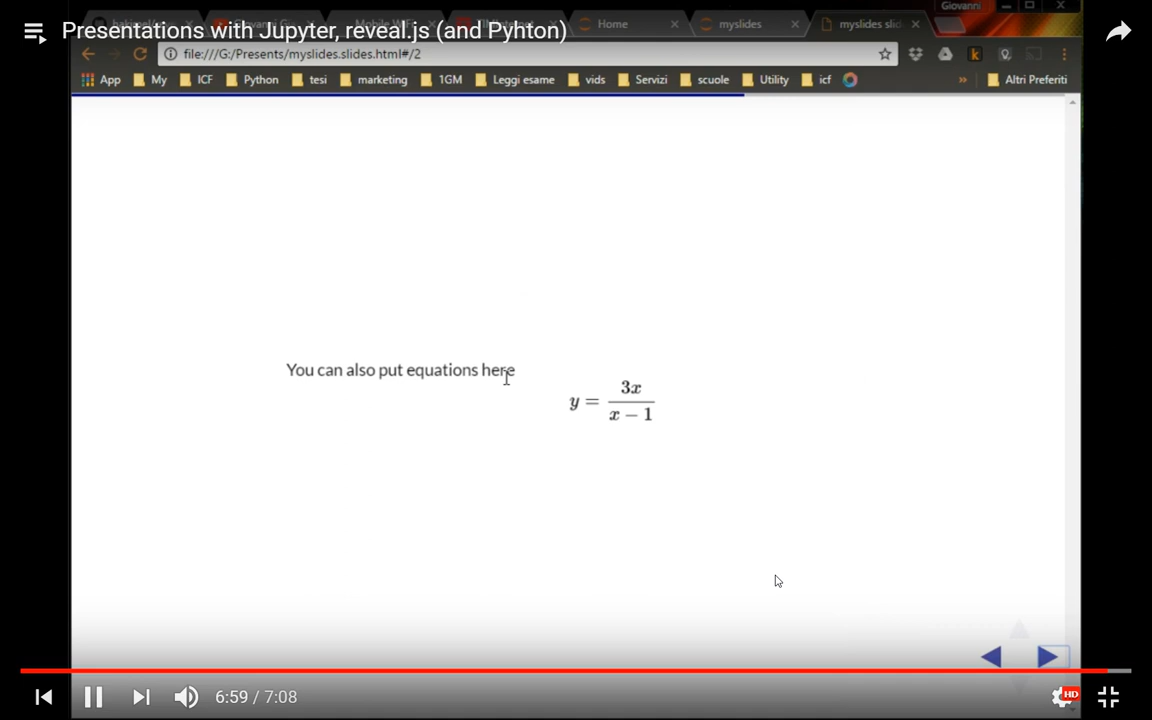 Presentations with Jupyter, reveal.js (and Pyhton)
Giovanni
Home
myslides
myslides slid
file:///G:/Presents/myslides.slides.html#/2
App My ICF Python tesi marketing 1GM Leggi esame vids Servizi scuole Utility icf » Altri Preferiti
You can also put equations here
y = 3x / x − 1
6:59 / 7:08
HD